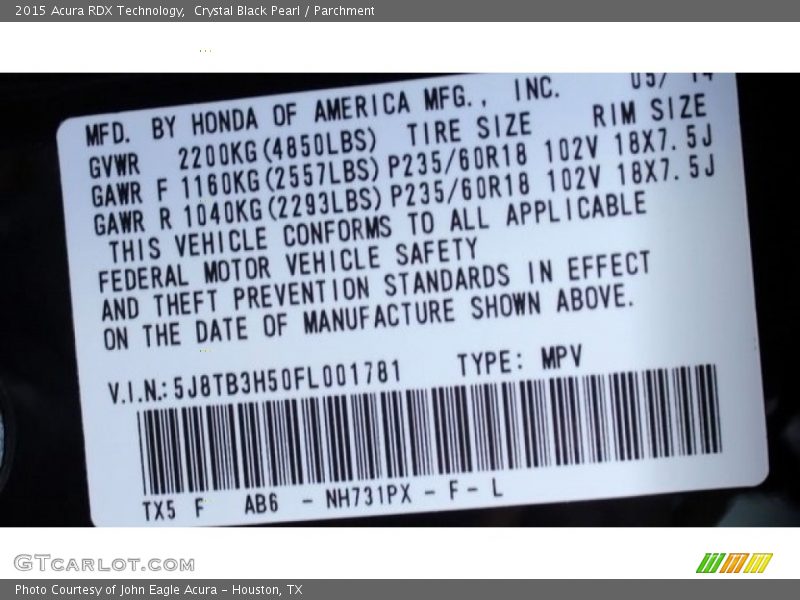 2015 Acura RDX Technology, Crystal Black Pearl / Parchment
MFD. BY HONDA OF AMERICA MFG., INC. 05/ 14
GVWR 2200KG(4850LBS) TIRE SIZE RIM SIZE
GAWR F 1160KG(2557LBS) P235/60R18 102V 18X7.5J
GAWR R 1040KG(2293LBS) P235/60R18 102V 18X7.5J
THIS VEHICLE CONFORMS TO ALL APPLICABLE
FEDERAL MOTOR VEHICLE SAFETY
AND THEFT PREVENTION STANDARDS IN EFFECT
ON THE DATE OF MANUFACTURE SHOWN ABOVE.
V.I.N.: 5J8TB3H50FL001781 TYPE: MPV
TX5 F AB6 - NH731PX - F - L
GTCARLOT.COM
Photo Courtesy of John Eagle Acura - Houston, TX